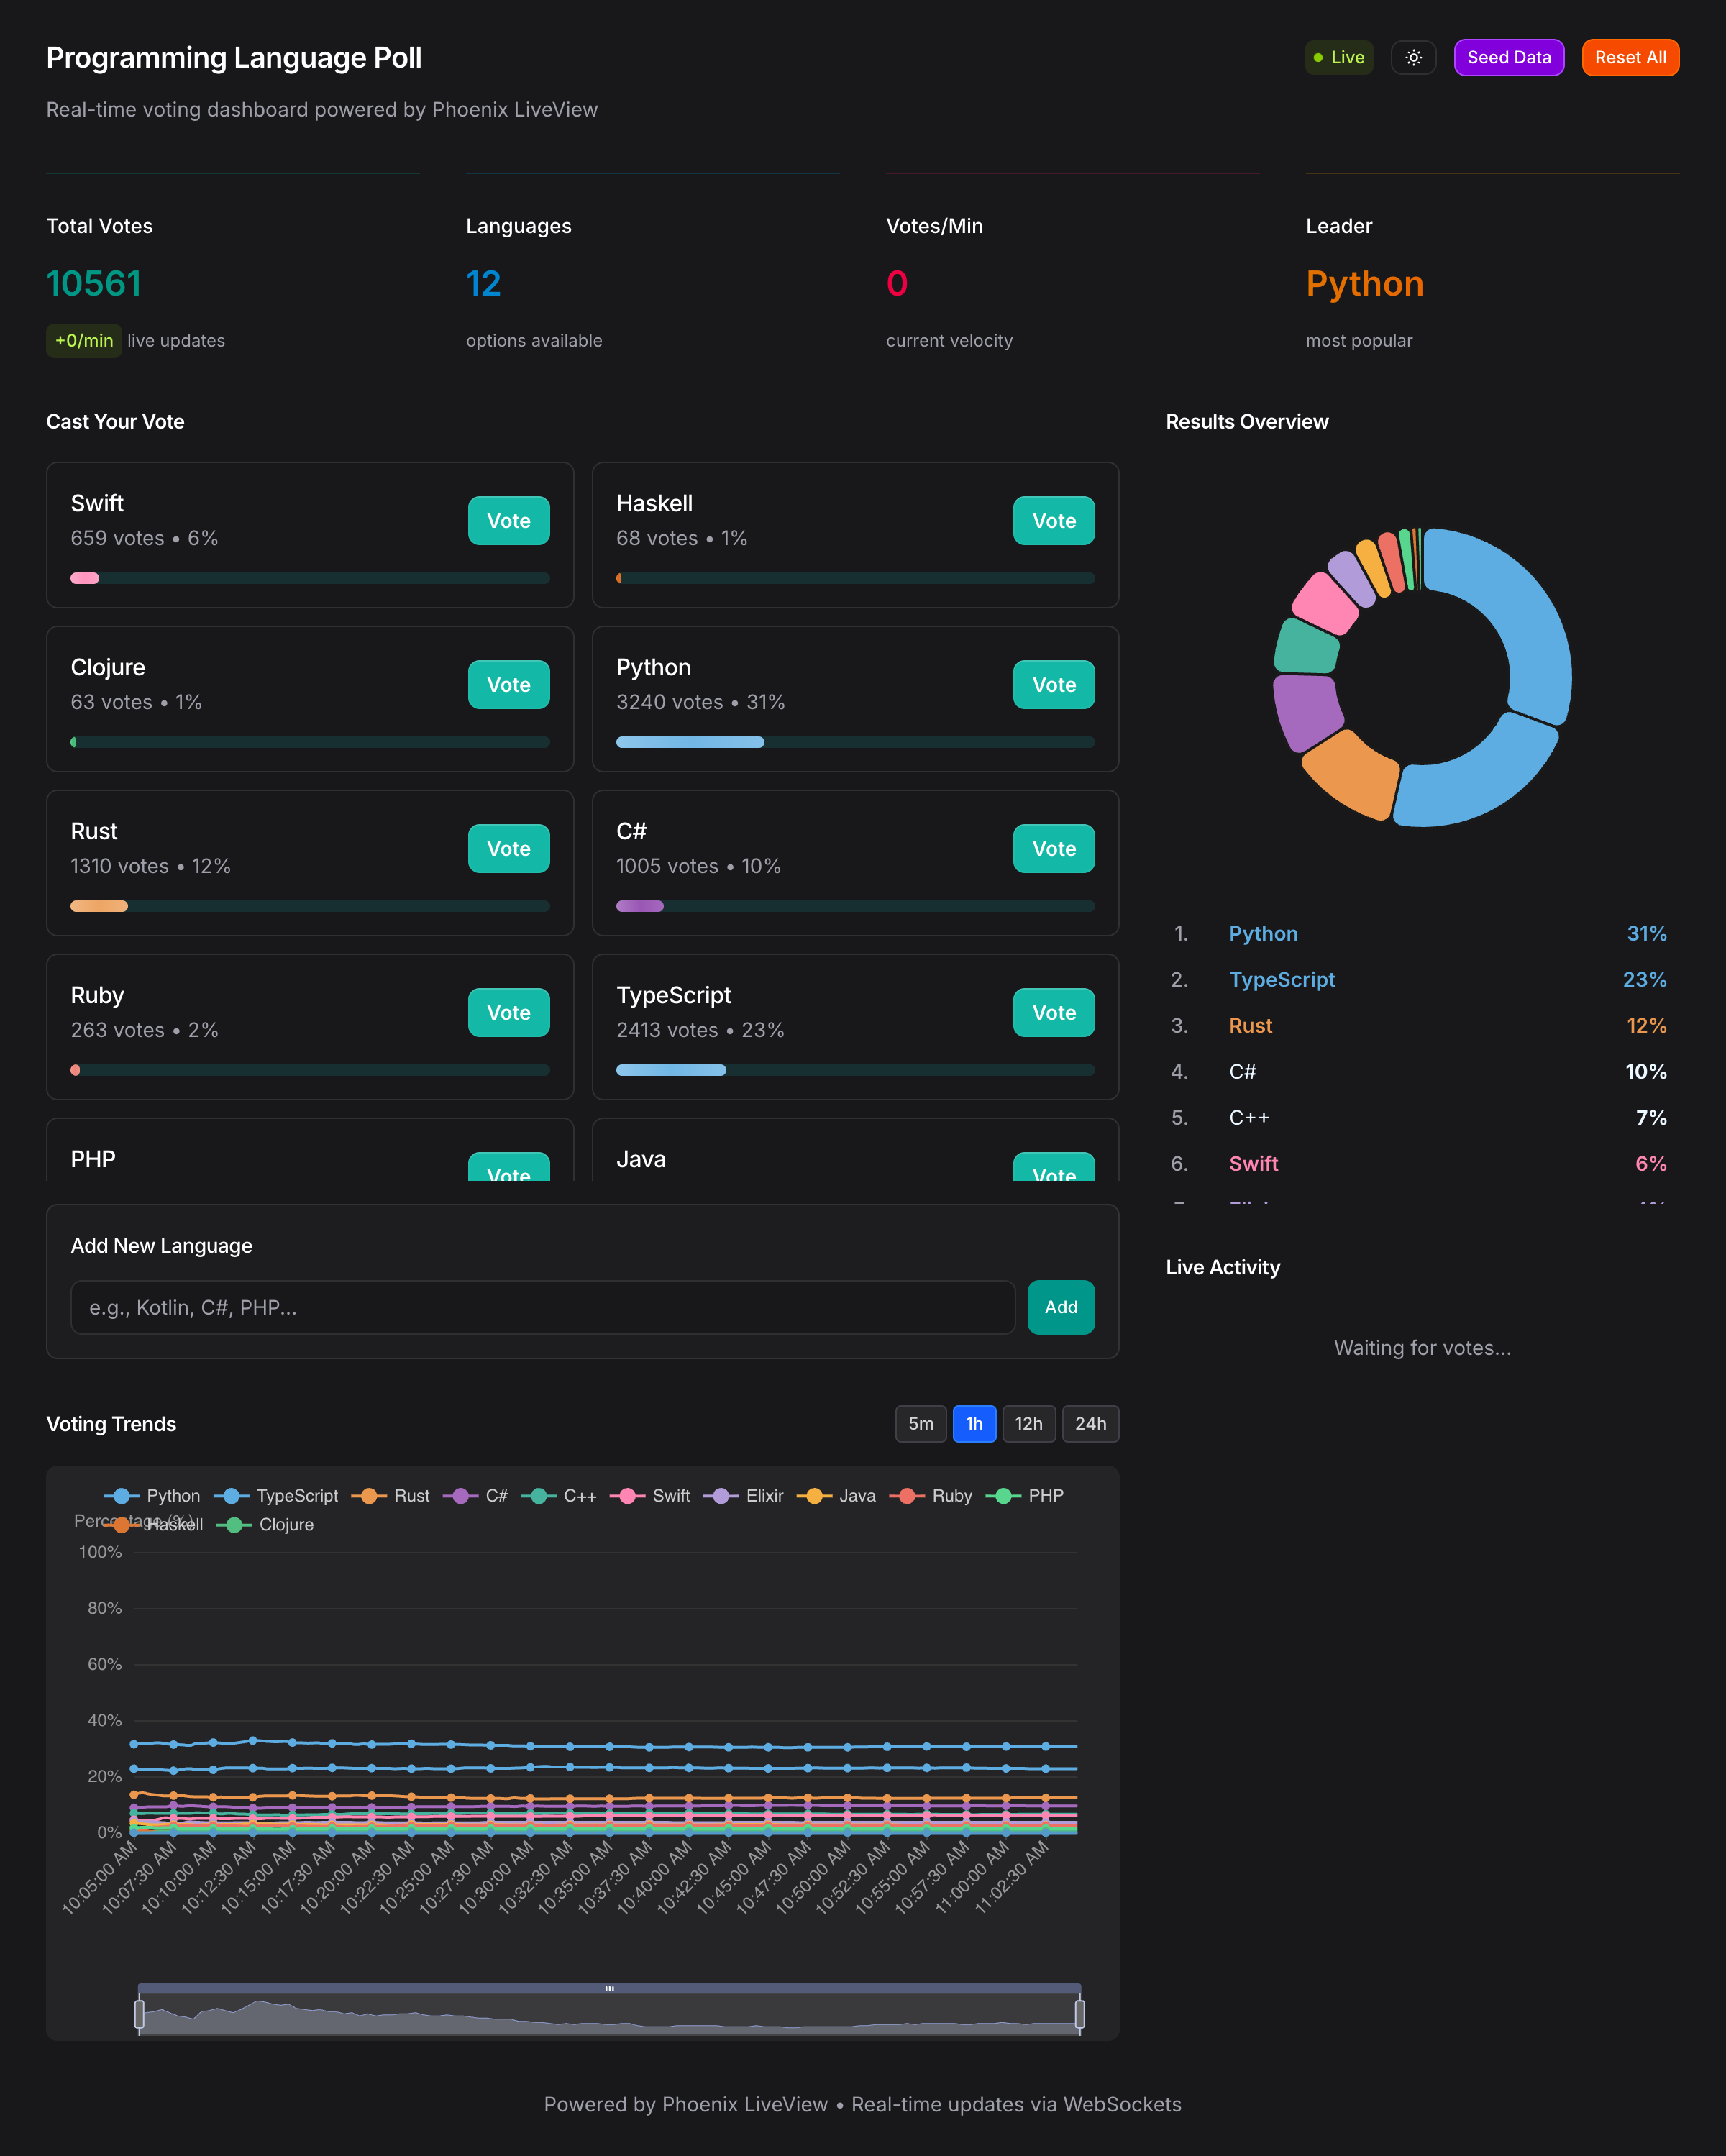 Programming Language Poll
Live
Seed Data
Reset All
Real-time voting dashboard powered by Phoenix LiveView
Total Votes
10561
+0/min live updates
Languages
12
options available
Votes/Min
0
current velocity
Leader
Python
most popular
Cast Your Vote
Swift
659 votes • 6%
Vote
Haskell
68 votes • 1%
Vote
Clojure
63 votes • 1%
Vote
Python
3240 votes • 31%
Vote
Rust
1310 votes • 12%
Vote
C#
1005 votes • 10%
Vote
Ruby
263 votes • 2%
Vote
TypeScript
2413 votes • 23%
Vote
PHP
Vote
Java
Vote
Add New Language
e.g., Kotlin, C#, PHP...
Add
Results Overview
1. Python 31%
2. TypeScript 23%
3. Rust 12%
4. C# 10%
5. C++ 7%
6. Swift 6%
Live Activity
Waiting for votes...
Voting Trends
5m 1h 12h 24h
Python TypeScript Rust C# C++ Swift Elixir Java Ruby PHP
Haskell Clojure
Percentage (%)
100%
80%
60%
40%
20%
0%
10:05:00 AM
10:07:30 AM
10:10:00 AM
10:12:30 AM
10:15:00 AM
10:17:30 AM
10:20:00 AM
10:22:30 AM
10:25:00 AM
10:27:30 AM
10:30:00 AM
10:32:30 AM
10:35:00 AM
10:37:30 AM
10:40:00 AM
10:42:30 AM
10:45:00 AM
10:47:30 AM
10:50:00 AM
10:52:30 AM
10:55:00 AM
10:57:30 AM
11:00:00 AM
11:02:30 AM
Powered by Phoenix LiveView • Real-time updates via WebSockets